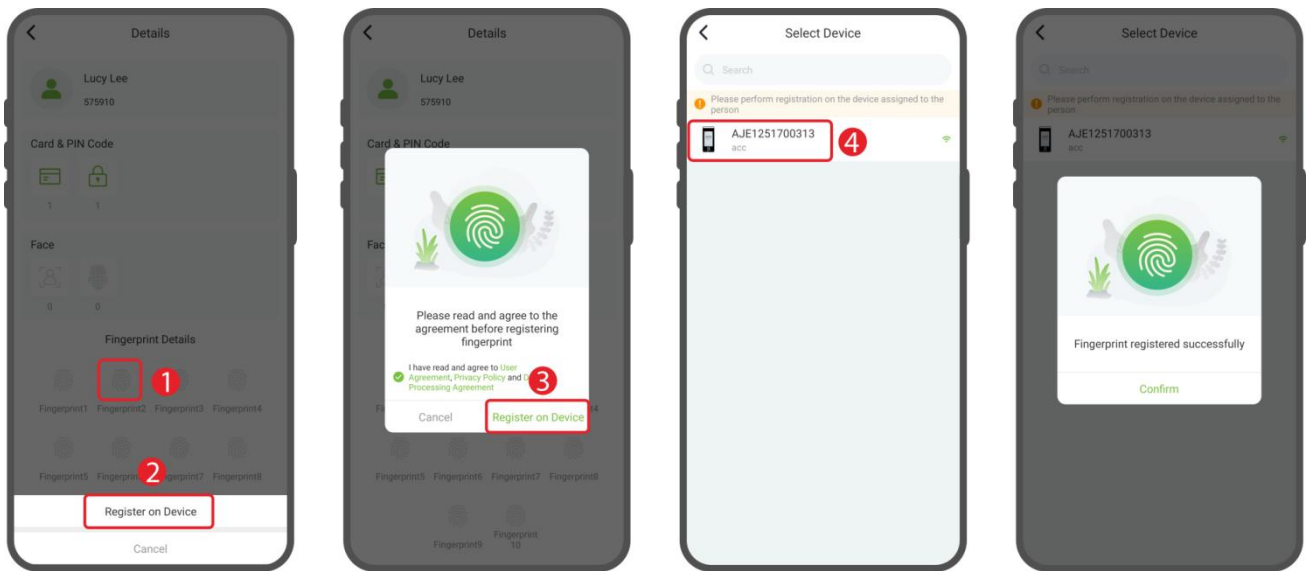 Details
Lucy Lee
575910
Card & PIN Code
1 1
Face
0 0
Fingerprint Details
1
Fingerprint1 Fingerprint2 Fingerprint3 Fingerprint4
2
Fingerprint5 Fingerprint7 Fingerprint8
Register on Device
Cancel
Details
Lucy Lee
575910
Card & PIN Code
Please read and agree to the
agreement before registering
fingerprint
I have read and agree to User
Agreement, Privacy Policy and
Processing Agreement
3
Cancel Register on Device
Fingerprint5 Fingerprint6 Fingerprint7 Fingerprint8
Fingerprint9 Fingerprint
10
Select Device
Search
Please perform registration on the device assigned to the
person
AJE1251700313
acc
4
Select Device
Search
Please perform registration on the device assigned to the
person
AJE1251700313
acc
Fingerprint registered successfully
Confirm